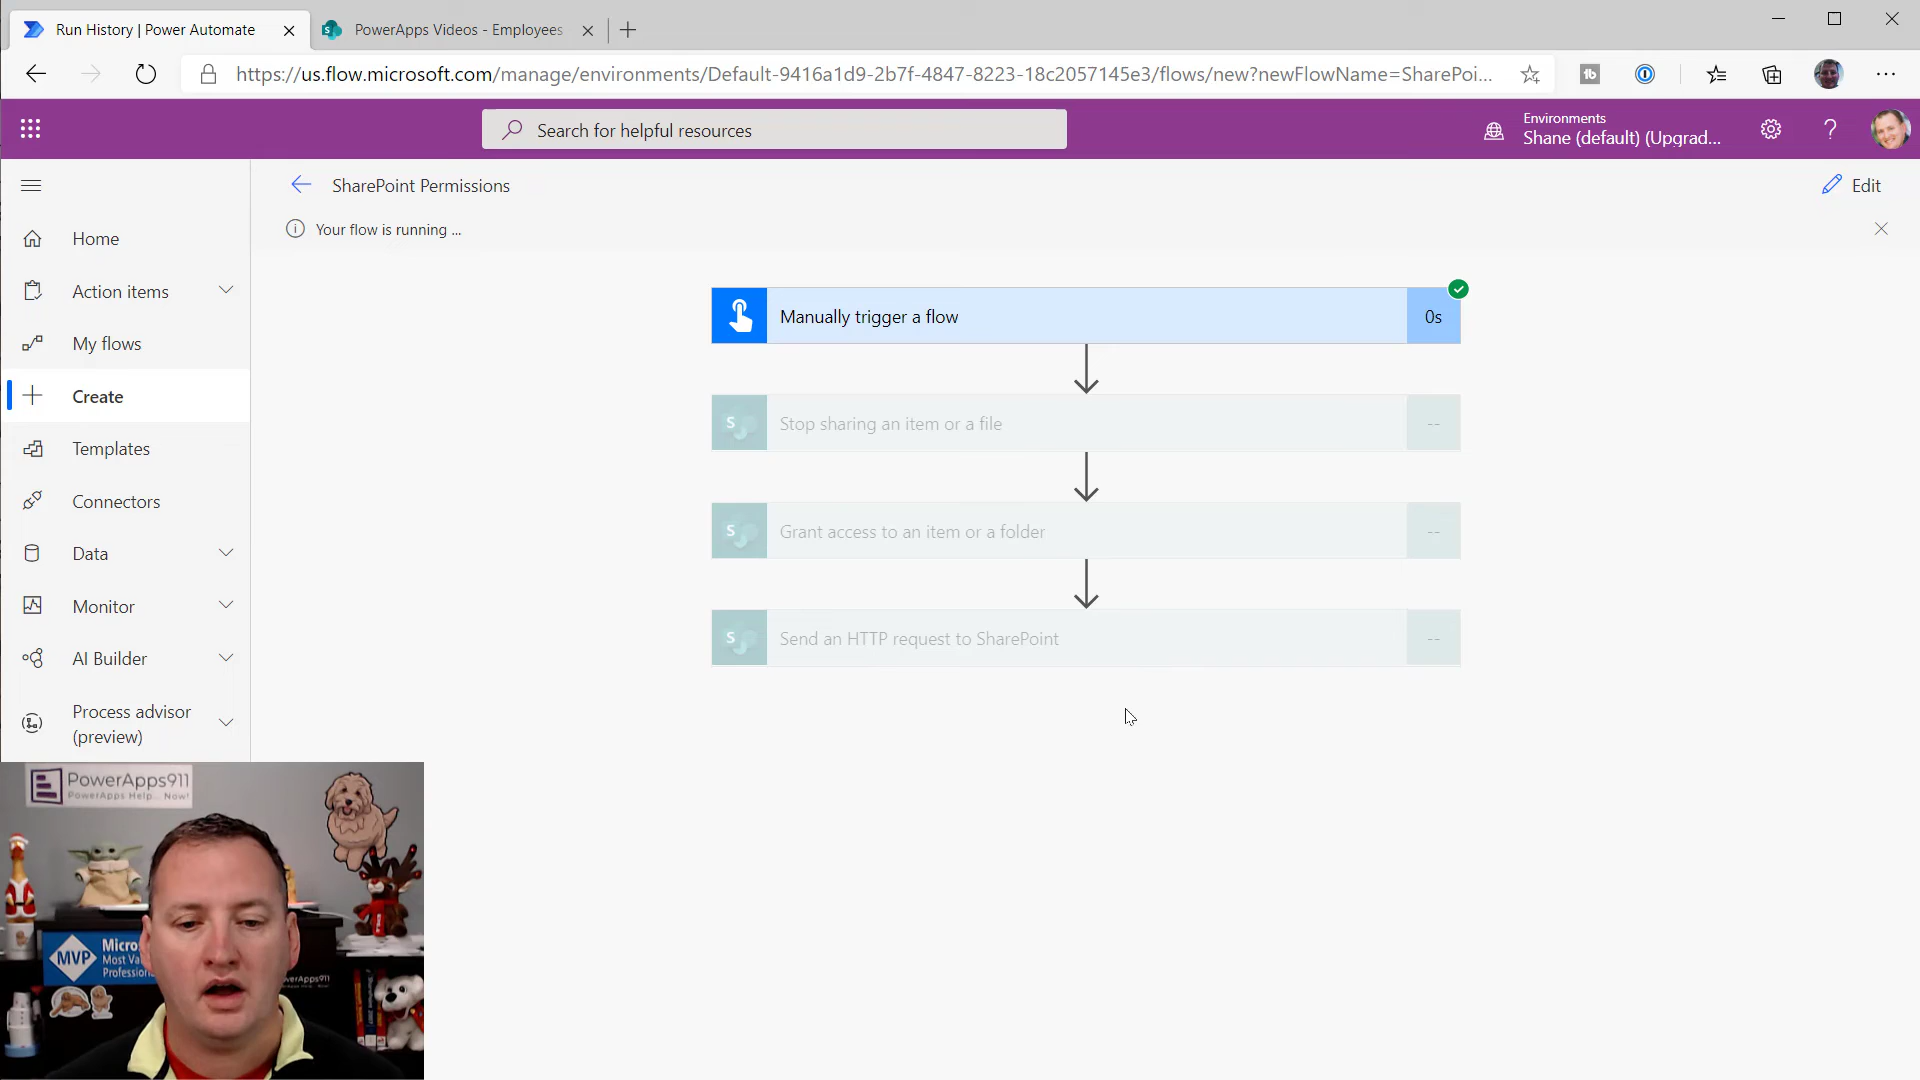 Run History | Power Automate
PowerApps Videos - Employees
https://us.flow.microsoft.com/manage/environments/Default-9416a1d9-2b7f-4847-8223-18c2057145e3/flows/new?newFlowName=SharePoi...
Search for helpful resources
Environments
Shane (default) (Upgrad...
SharePoint Permissions
Edit
Your flow is running ...
Home
Action items
My flows
Create
Templates
Connectors
Data
Monitor
AI Builder
Process advisor
(preview)
Manually trigger a flow
0s
Stop sharing an item or a file
--
Grant access to an item or a folder
--
Send an HTTP request to SharePoint
--
PowerApps911
PowerApps Help... Now!
MVP
Micros
Most Va
Professiona